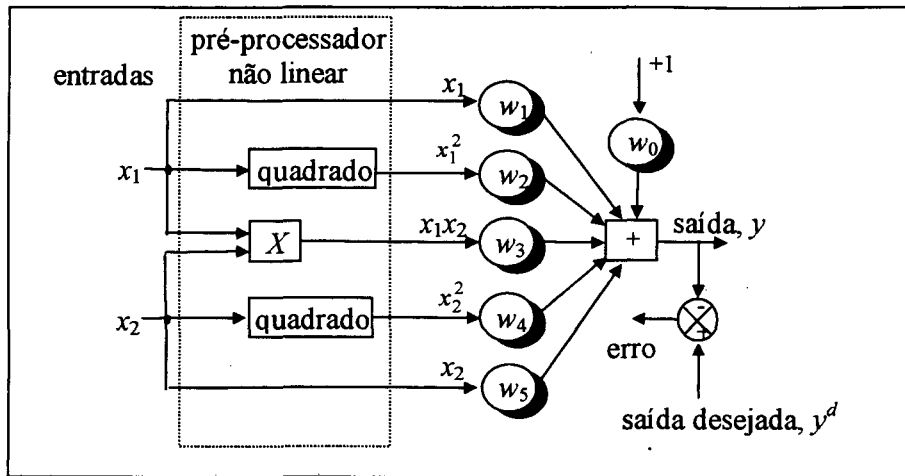 pré-processador
não linear
entradas
+1
x₁
w₁
w₀
x₁
quadrado
x₁²
w₂
X
x₁x₂
w₃
+
saída, y
x₂
quadrado
x₂²
w₄
-
+
erro
x₂
w₅
saída desejada, yᵈ